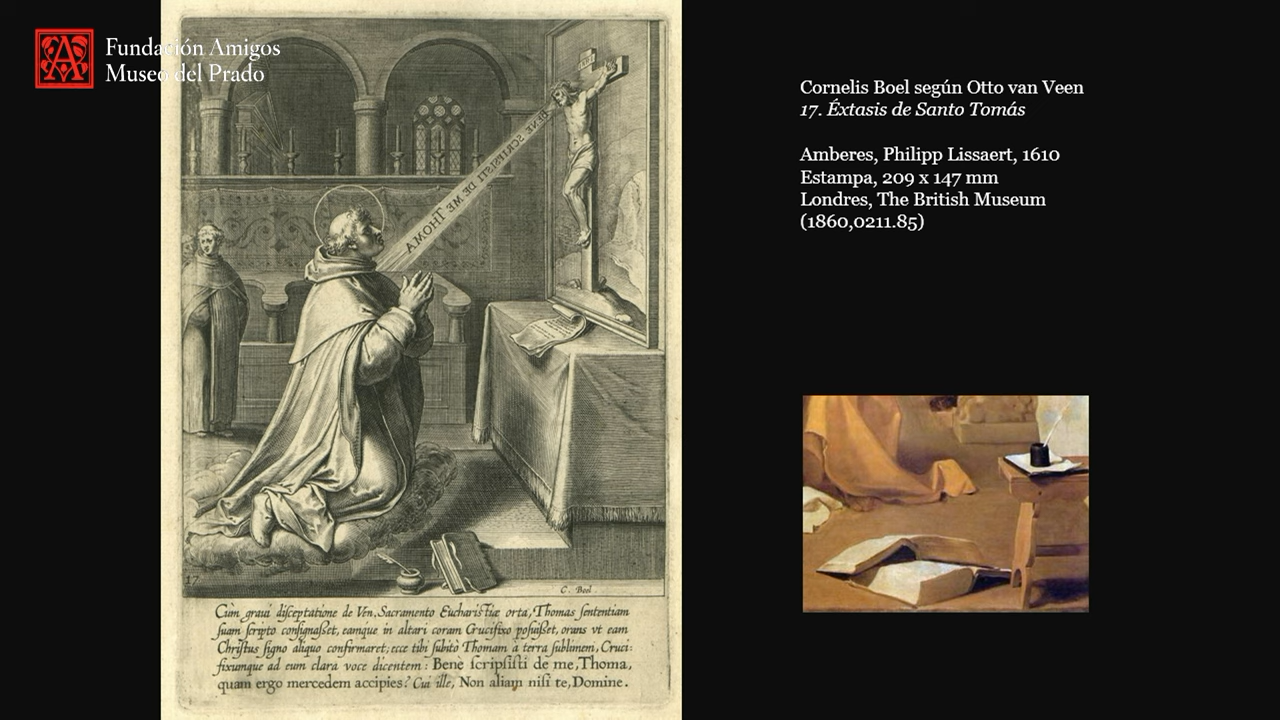 Fundación Amigos
Museo del Prado
INRI
BENE SCRIPSISTI DE ME THOMA
17.
C. Boel
Cùm graui disceptatione de Ven. Sacramento Eucharistiæ orta, Thomas sententiam
suam scripto consignasset, eamque in altari coram Crucifixo posuisset, orans vt eam
Christus signo aliquo confirmaret; ecce tibi subitò Thomam à terra sublimem, Cruci:
fixumque ad eum clara voce dicentem: Benè scripsisti de me, Thoma,
quam ergo mercedem accipies? Cui ille, Non aliam nisi te, Domine.
Cornelis Boel según Otto van Veen
17. Éxtasis de Santo Tomás
Amberes, Philipp Lissaert, 1610
Estampa, 209 x 147 mm
Londres, The British Museum
(1860,0211.85)